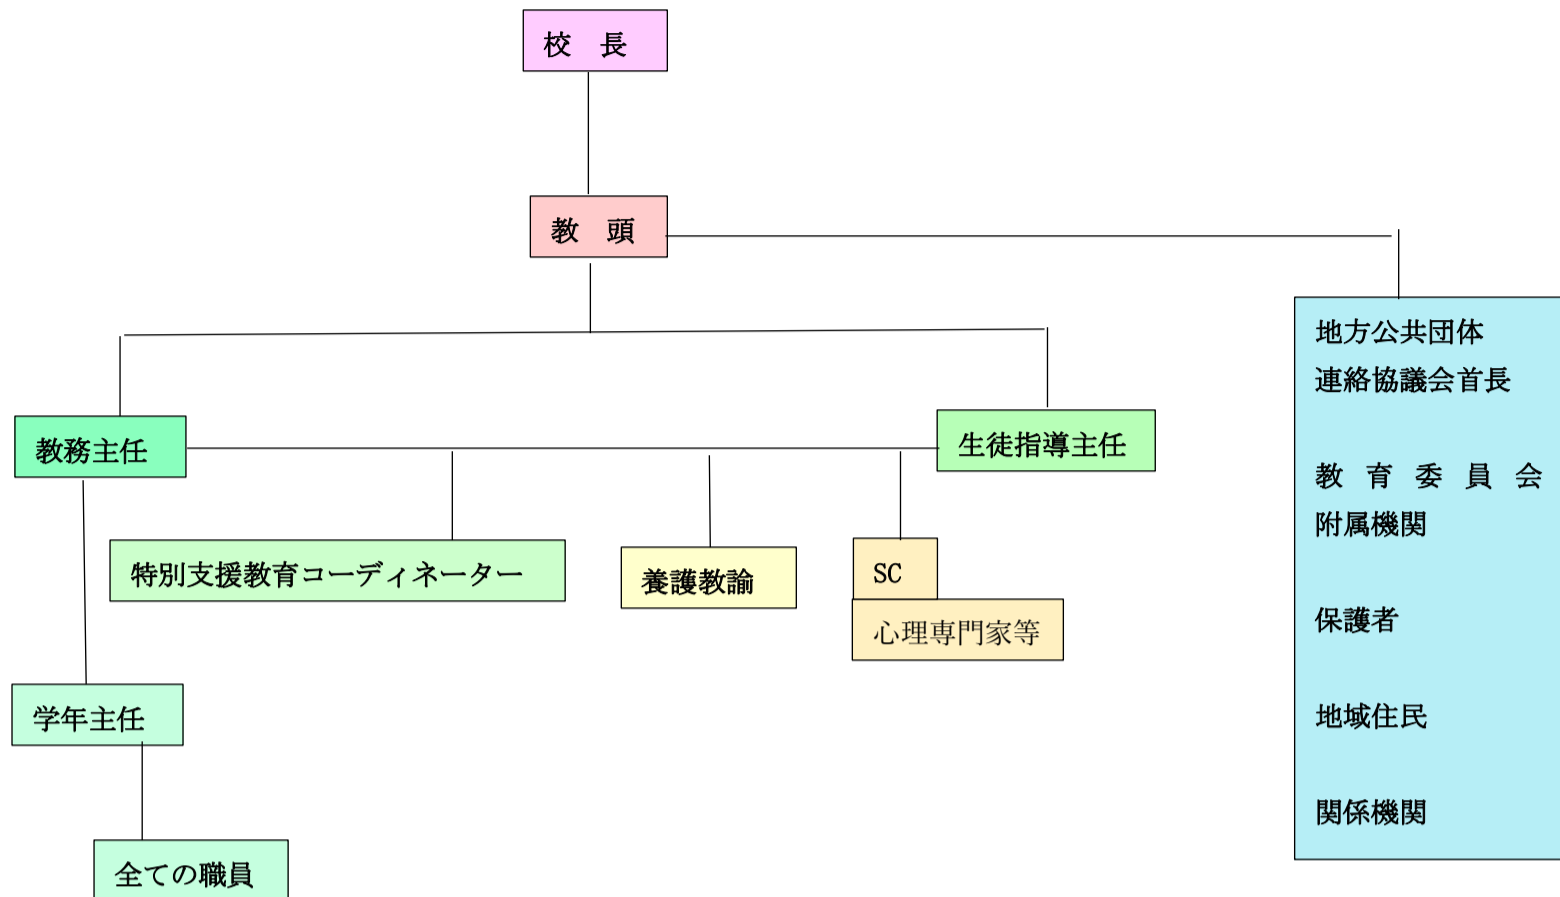 校　長
教　頭
地方公共団体
連絡協議会首長
教育委員会
附属機関
保護者
地域住民
関係機関
教務主任
生徒指導主任
特別支援教育コーディネーター
養護教諭
SC
心理専門家等
学年主任
全ての職員